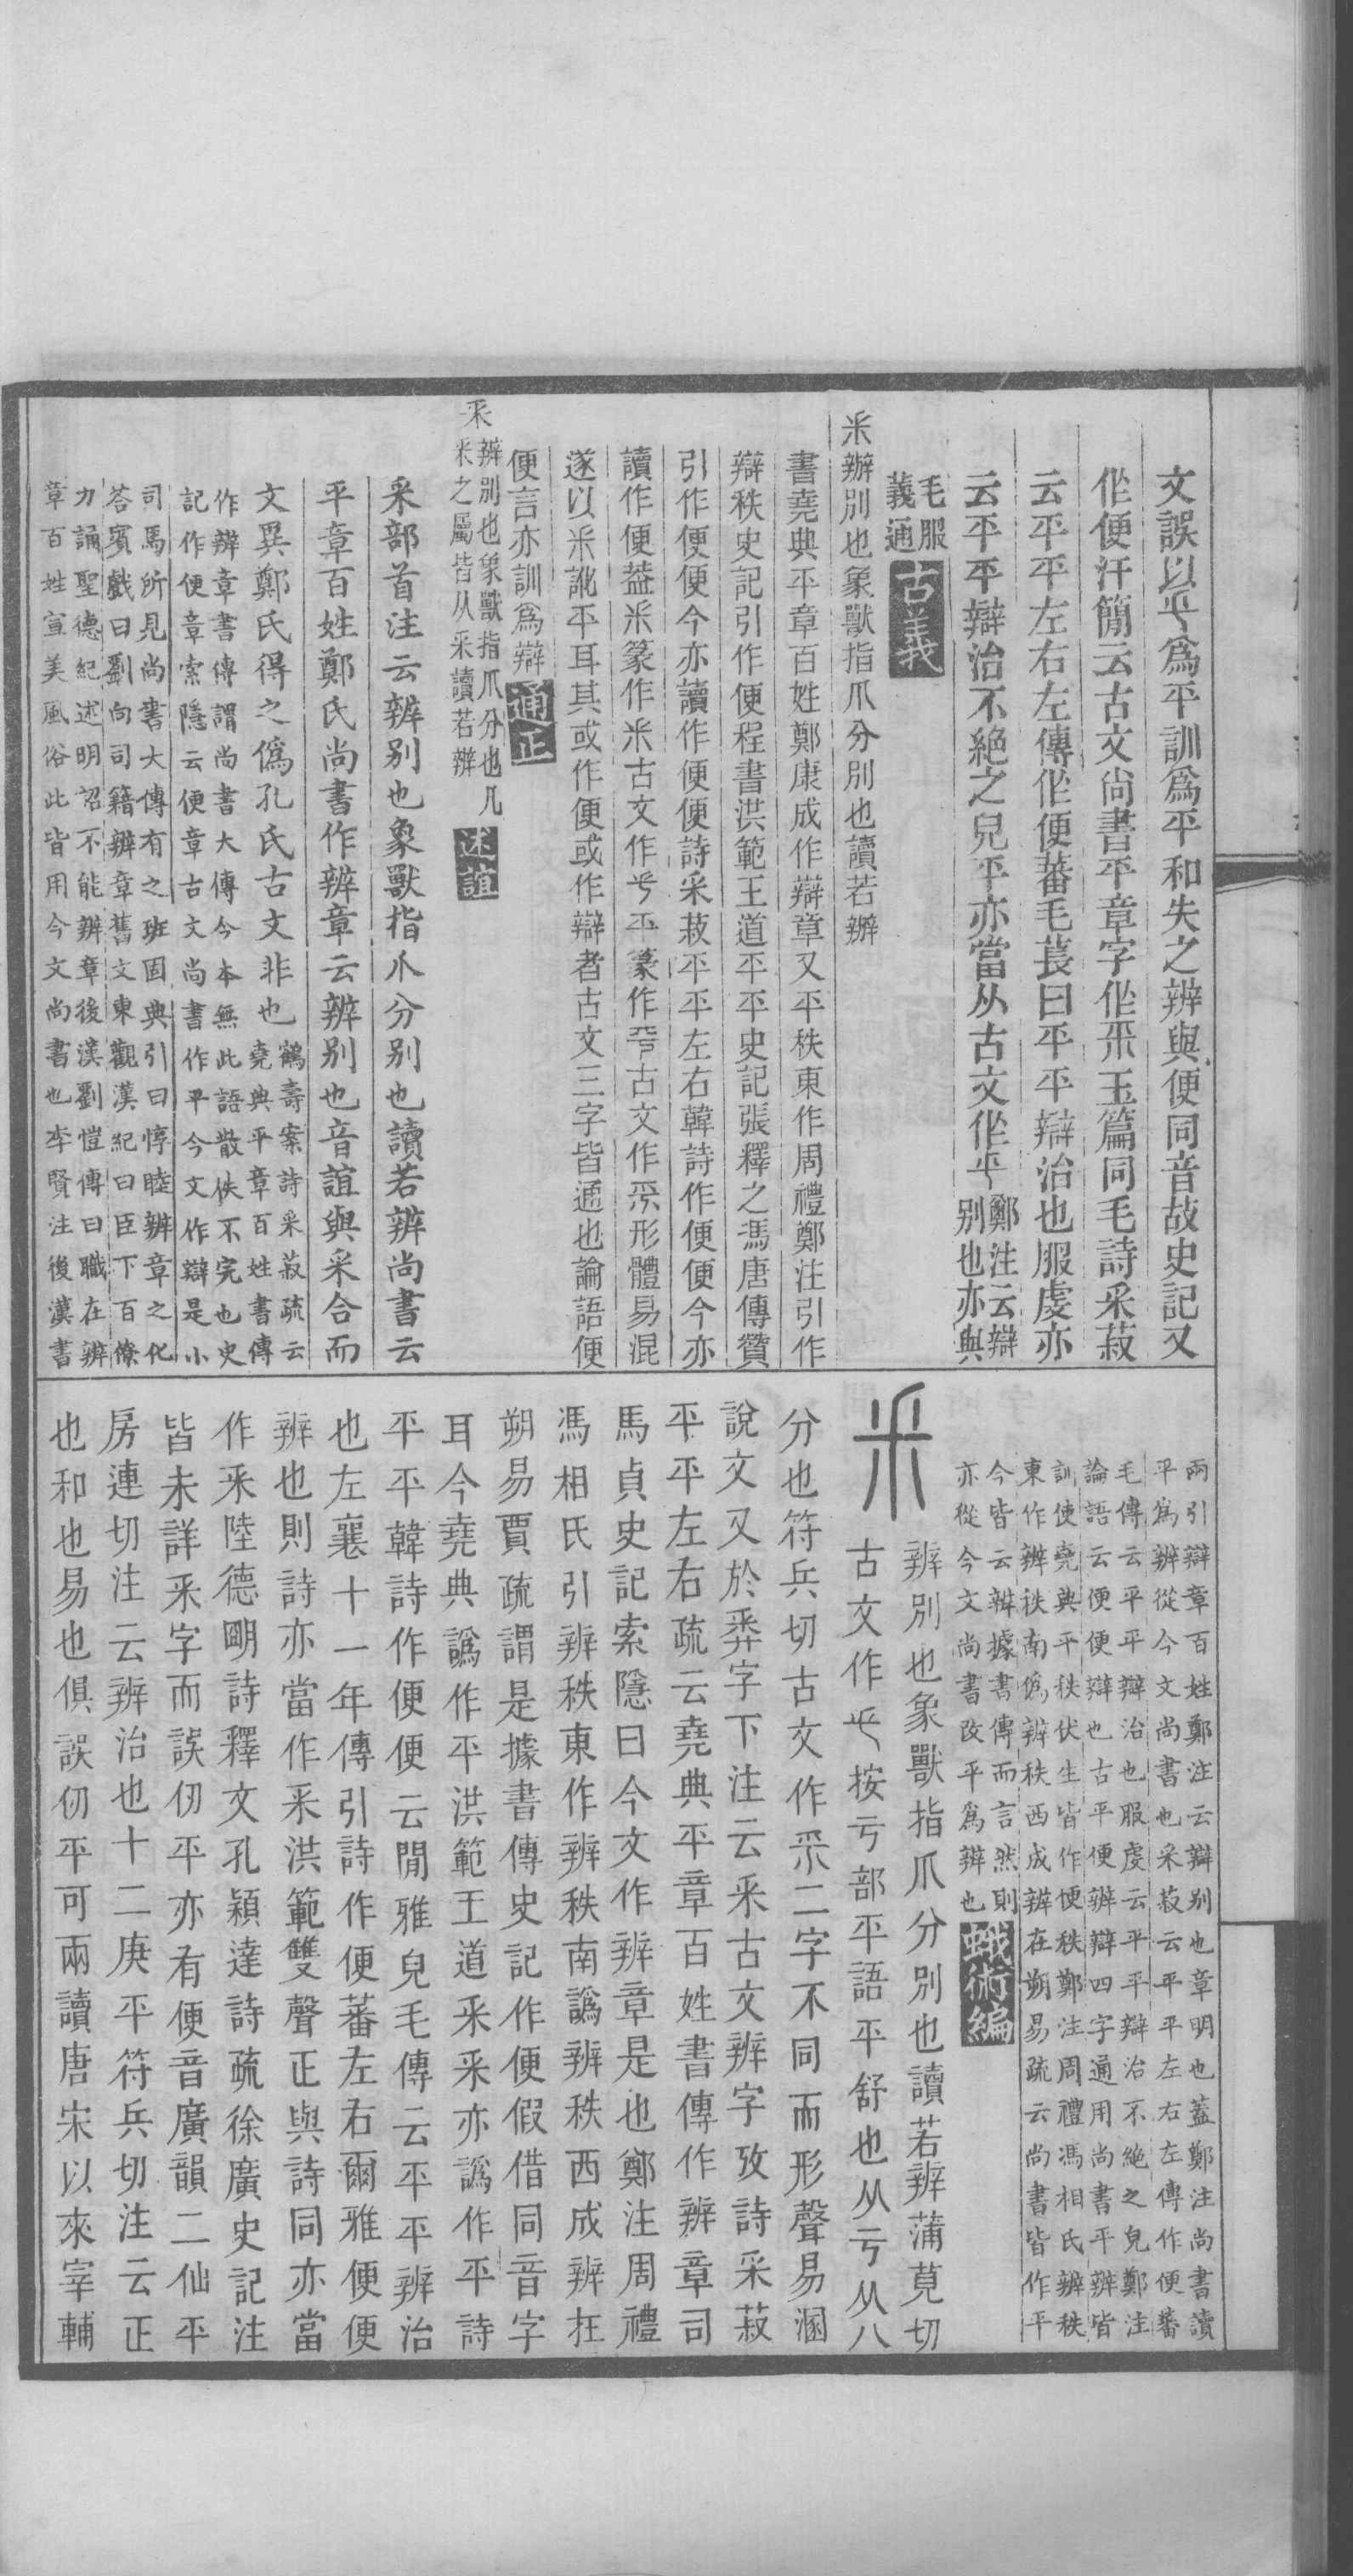 文誤以𠂹爲平訓爲平和失之辨與便同音故史記又
作便汗簡云古文尚書平章字作釆玉篇同毛詩采菽
云平平左右左傳作便蕃毛萇曰平平辯治也服虔亦
云平平辯治不絕之皃平亦當从古文作𠂹鄭注云辯
别也亦與
毛服
義通古義
釆辦別也象獸指爪分別也讀若辦
書堯典平章百姓鄭康成作辯章又平秩東作周禮鄭注引作
辯秩史記引作便程書洪範王道平平史記張釋之馮唐傳贊
引作便便今亦讀作便便詩采菽平平左右韓詩作便便今亦
讀作便葢釆篆作釆古文作𠂹平篆作𠀤古文作𠀾形體易混
遂以釆訛平耳其或作便或作辯者古文三字皆通也論語便
便言亦訓爲辯通正
釆辨別也象獸指爪分也凡
釆之屬皆从釆讀若辨述誼
釆部首注云辨别也象獸指爪分别也讀若辨尚書云
平章百姓鄭氏尚書作辨章云辨别也音誼與釆合而
文異鄭氏得之僞孔氏古文非也鶴壽案詩采菽疏云
堯典平章百姓書傳
作辨章書傳謂尚書大傳今本無此語散佚不完也史
記作便章索隱云便章古文尚書作平今文作辯是小
司馬所見尚書大傳有之班固典引曰惇睦辨章之化
荅賓戲曰劉向司籍辨章舊文東觀漢紀曰臣下百僚
力誦聖德紀述明詔不能辨章後漢劉愷傳曰職在辨
章百姓宣美風俗此皆用今文尚書也李賢注後漢書
兩引辯章百姓鄭注云辯別也章明也蓋鄭注尚書讀
平爲辨從今文尚書也采菽云平平左右左傳作便蕃
毛傳云平平辯治也服虔云平平辯治不絕之皃鄭注
論語云便便辯也古平便辨辯四字通用尚書平辨皆
訓使堯典平秩伏生皆作便秩鄭注周禮馮相氏辨秩
東作辨秩南僞辨秩西成辨在朔易疏云尚書皆作平
今皆云辨據書傳而言然則
亦從今文尚書改平爲辨也蛾術編
釆辨別也象獸指爪分別也讀若辨蒲莧切
古文作𠂹按亏部平語平舒也从亏从八
分也符兵切古文作𠀾二字不同而形聲易溷
說文又於𢍏字下注云釆古文辨字攷詩采菽
平平左右疏云堯典平章百姓書傳作辨章司
馬貞史記索隱曰今文作辨章是也鄭注周禮
馮相氏引辨秩東作辨秩南譌辨秩西成辨在
朔易賈疏謂是據書傳史記作便假借同音字
耳今堯典譌作平洪範王道釆釆亦譌作平詩
平平韓詩作便便云閒雅皃毛傳云平平辨治
也左襄十一年傳引詩作便蕃左右爾雅便便
辨也則詩亦當作釆洪範雙聲正與詩同亦當
作釆陸德明詩釋文孔穎達詩疏徐廣史記注
皆未詳釆字而誤仞平亦有便音廣韻二仙平
房連切注云辨治也十二庚平符兵切注云正
也和也易也俱誤仞平可兩讀唐宋以來宰輔